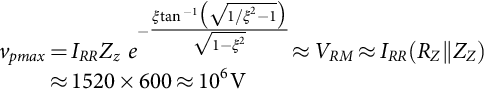 $v_{pmax} = I_{RR} Z_z \, e^{-\frac{\xi \tan^{-1}\left(\sqrt{1/\xi^2 - 1}\right)}{\sqrt{1-\xi^2}}} \approx V_{RM} \approx I_{RR}(R_Z \| Z_Z)$
$\approx 1520 \times 600 \approx 10^6 \text{V}$